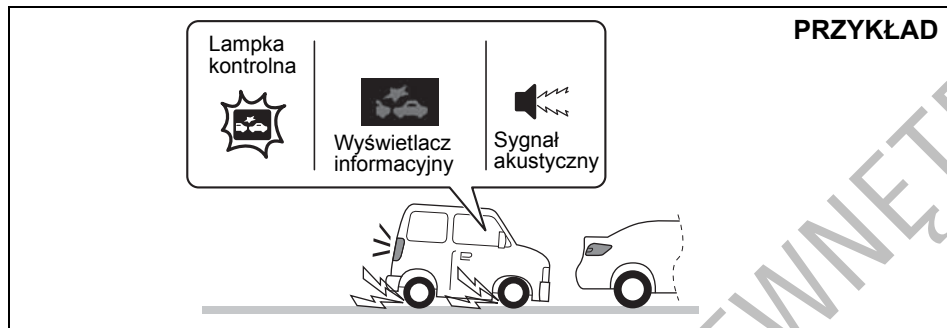 PRZYKŁAD
Lampka
kontrolna
Wyświetlacz
informacyjny
Sygnał
akustyczny